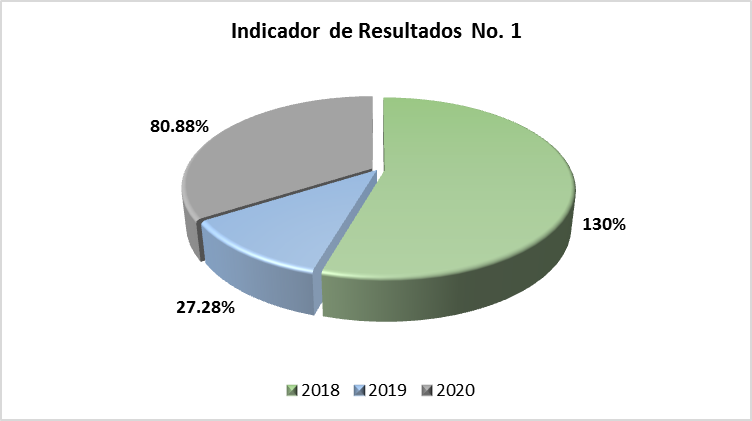 Indicador de Resultados No. 1
80.88%
130%
27.28%
2018 2019 2020